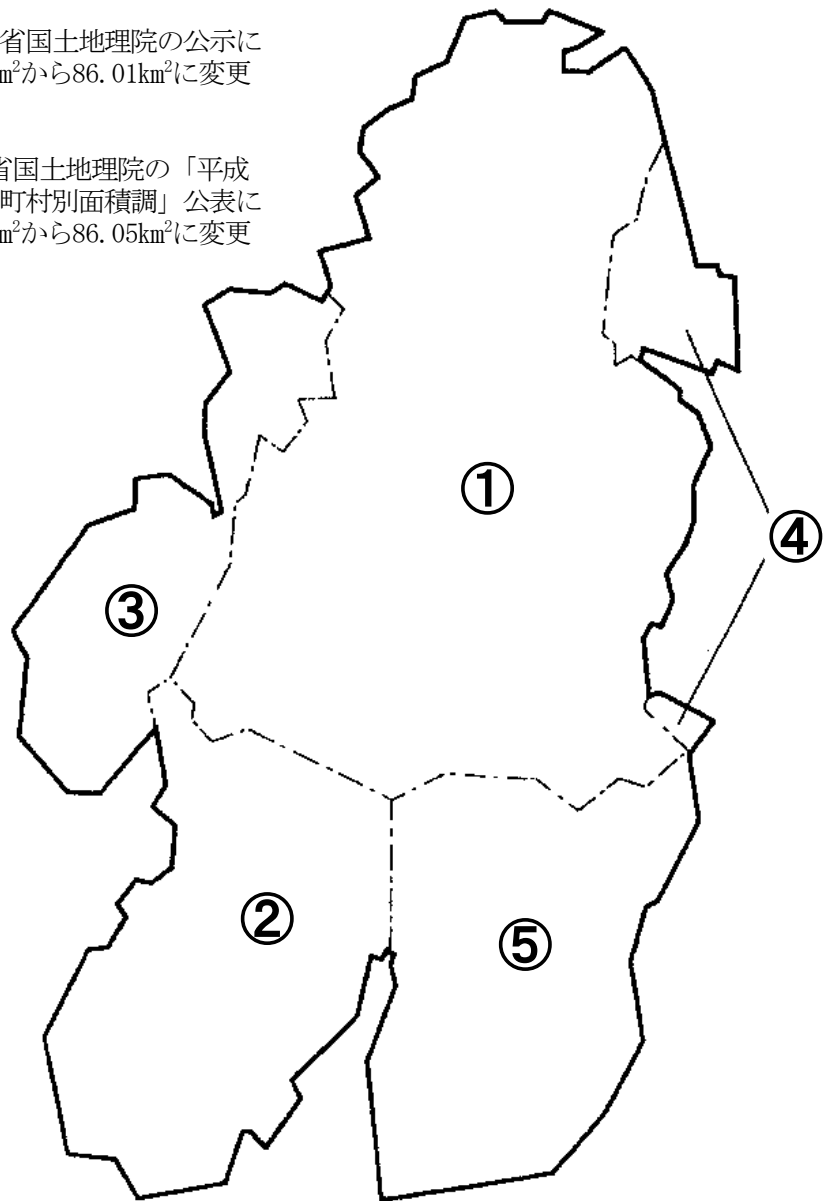 省国土地理院の公示に
m²から86.01km²に変更
省国土地理院の「平成
町村別面積調」公表に
m²から86.05km²に変更
①
④
③
②
⑤